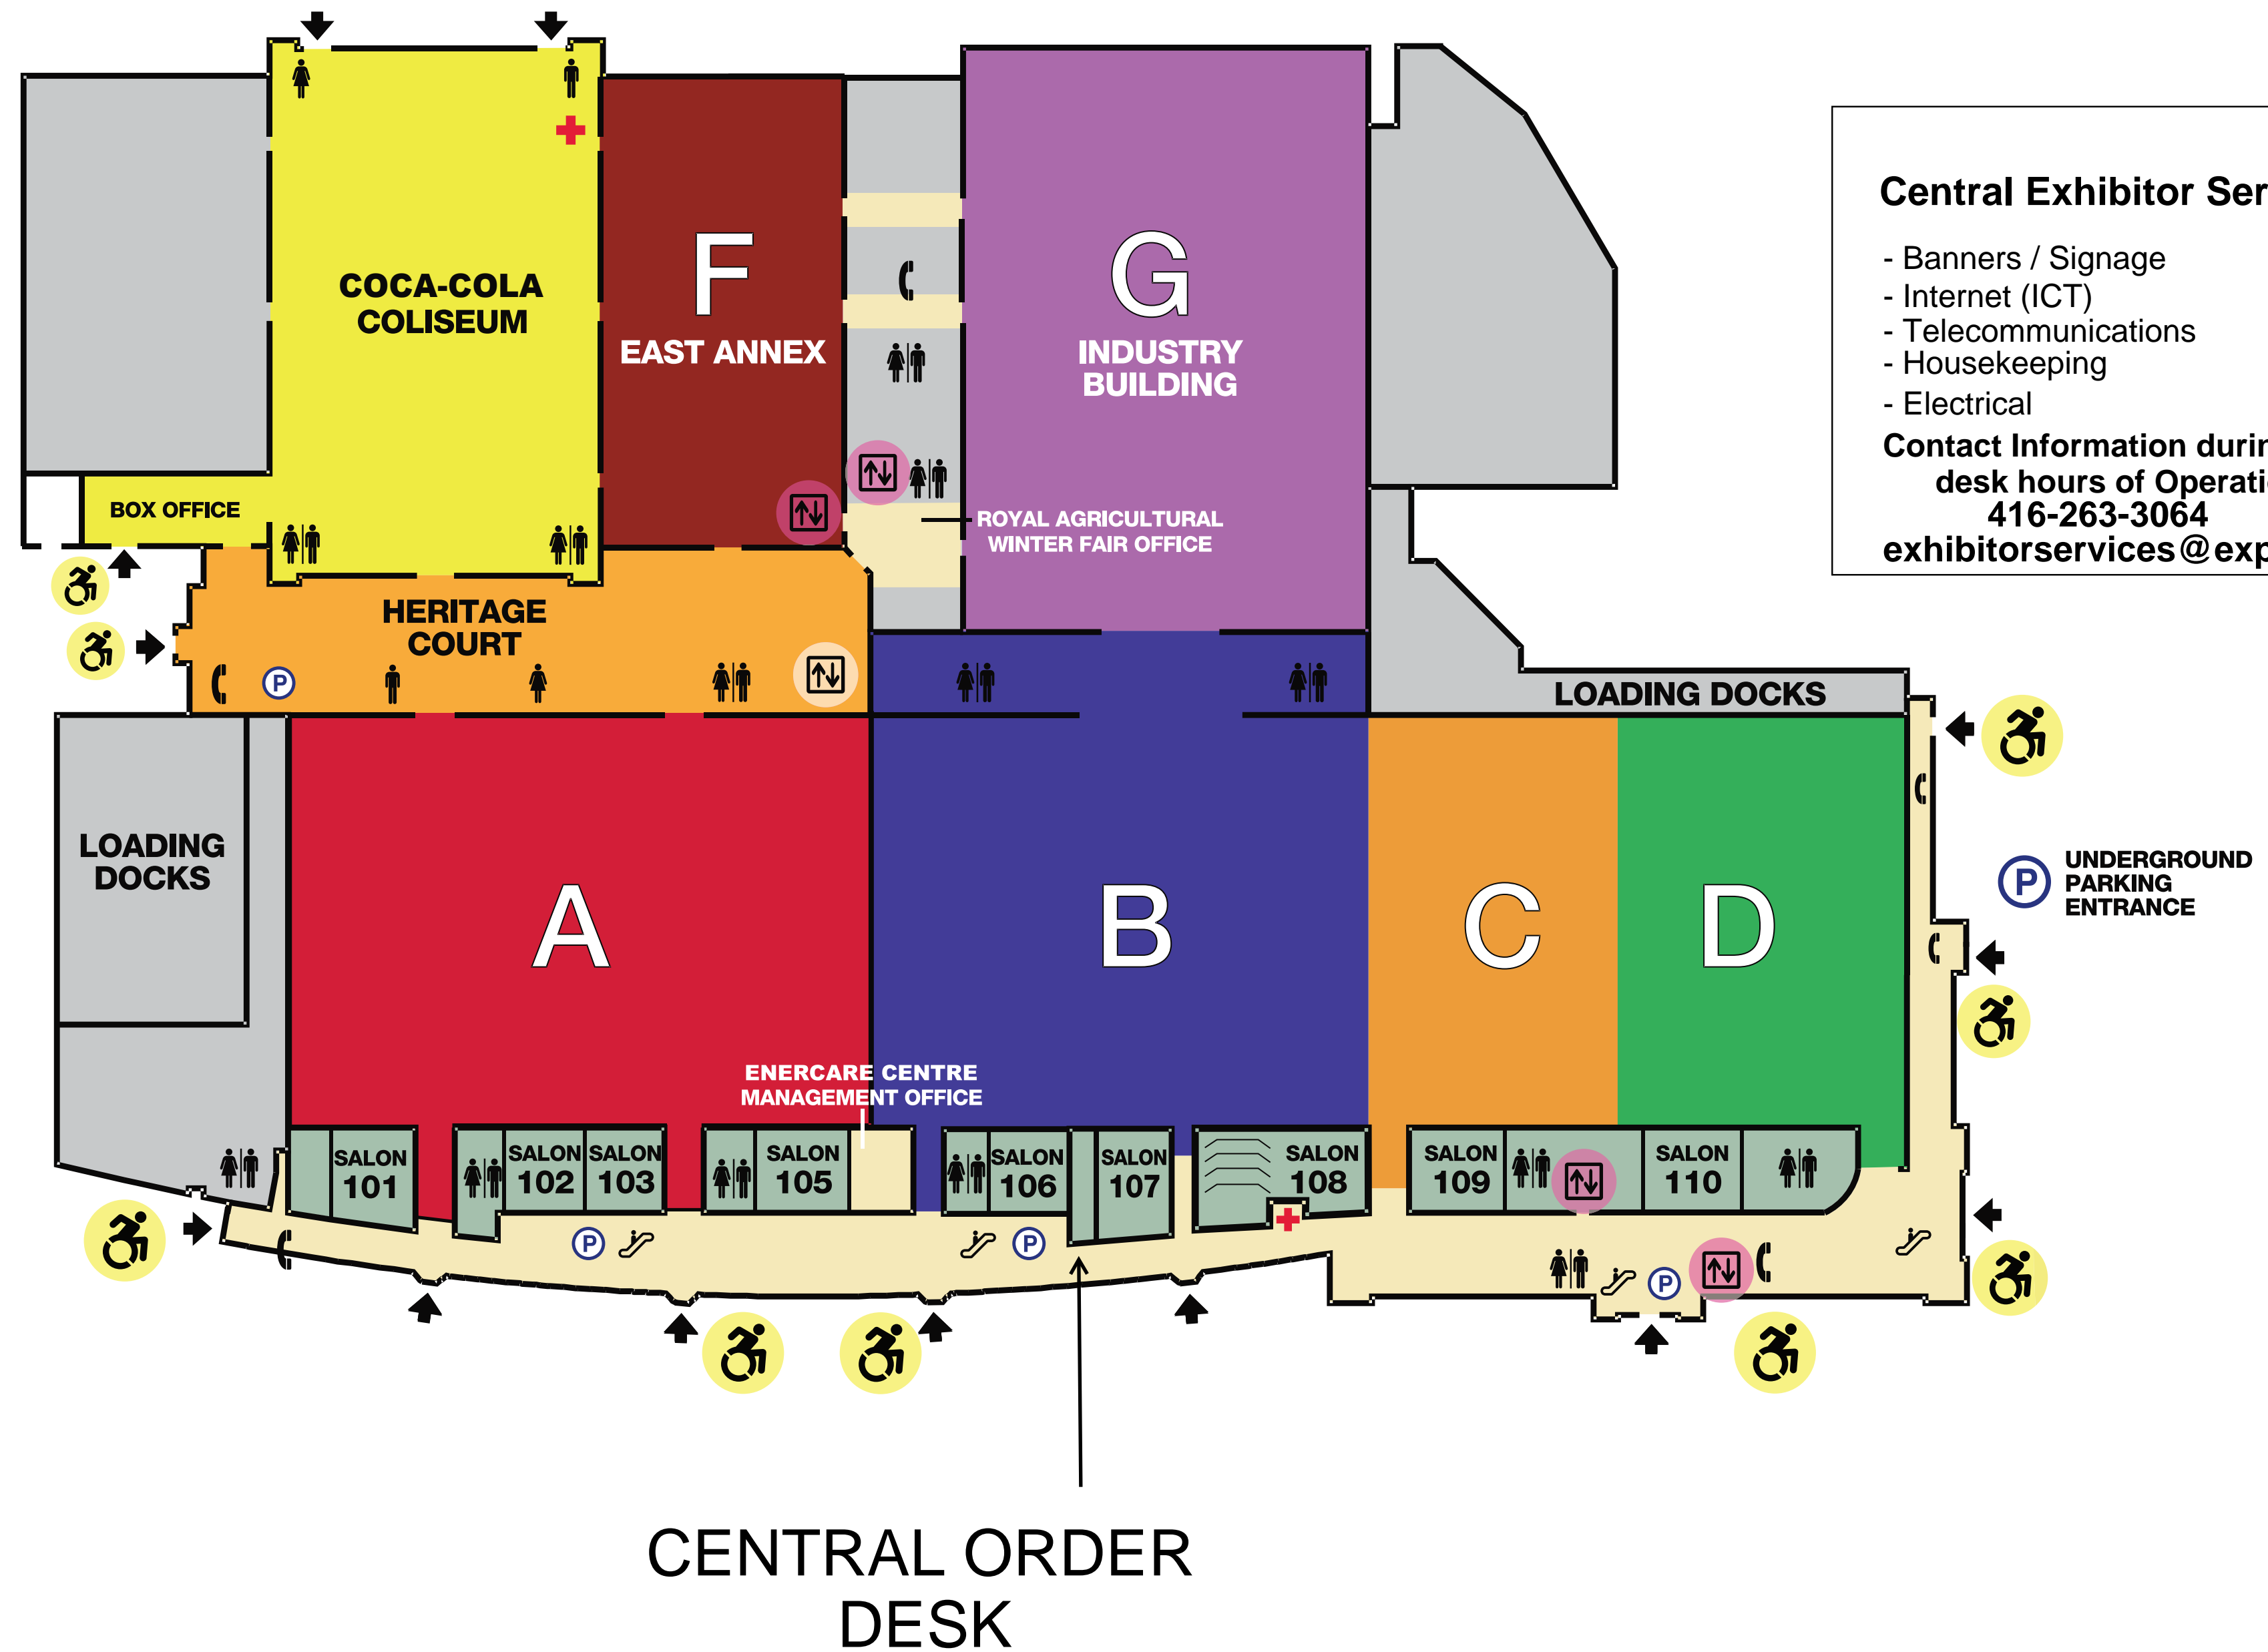 COCA-COLA
COLISEUM
F
EAST ANNEX
G
INDUSTRY
BUILDING
BOX OFFICE
ROYAL AGRICULTURAL
WINTER FAIR OFFICE
HERITAGE
COURT
P
LOADING DOCKS
LOADING
DOCKS
A
B
C
D
ENERCARE CENTRE
MANAGEMENT OFFICE
SALON
101
SALON
102
SALON
103
SALON
105
SALON
106
SALON
107
SALON
108
SALON
109
SALON
110
P
P
P
P
UNDERGROUND
PARKING
ENTRANCE
Central Exhibitor Ser
- Banners / Signage
- Internet (ICT)
- Telecommunications
- Housekeeping
- Electrical
Contact Information durin
desk hours of Operati
416-263-3064
exhibitorservices@exp
CENTRAL ORDER
DESK